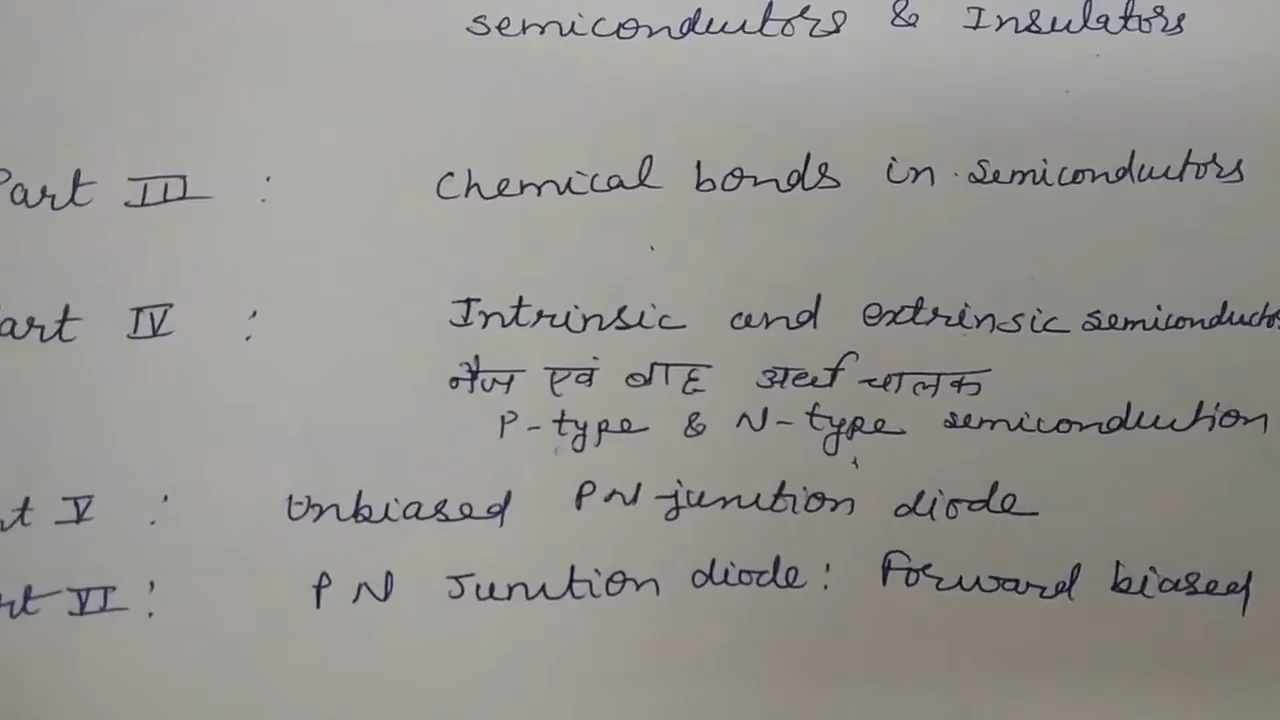 semiconductors & Insulators
Part III : Chemical bonds in semiconductors
art IV : Intrinsic and extrinsic semiconducto
नैज एवं बाह्य अर्ध चालक
P-type & N-type semiconduction
t V : Unbiased PN-junction diode
rt VI : PN Junction diode : Forward biased